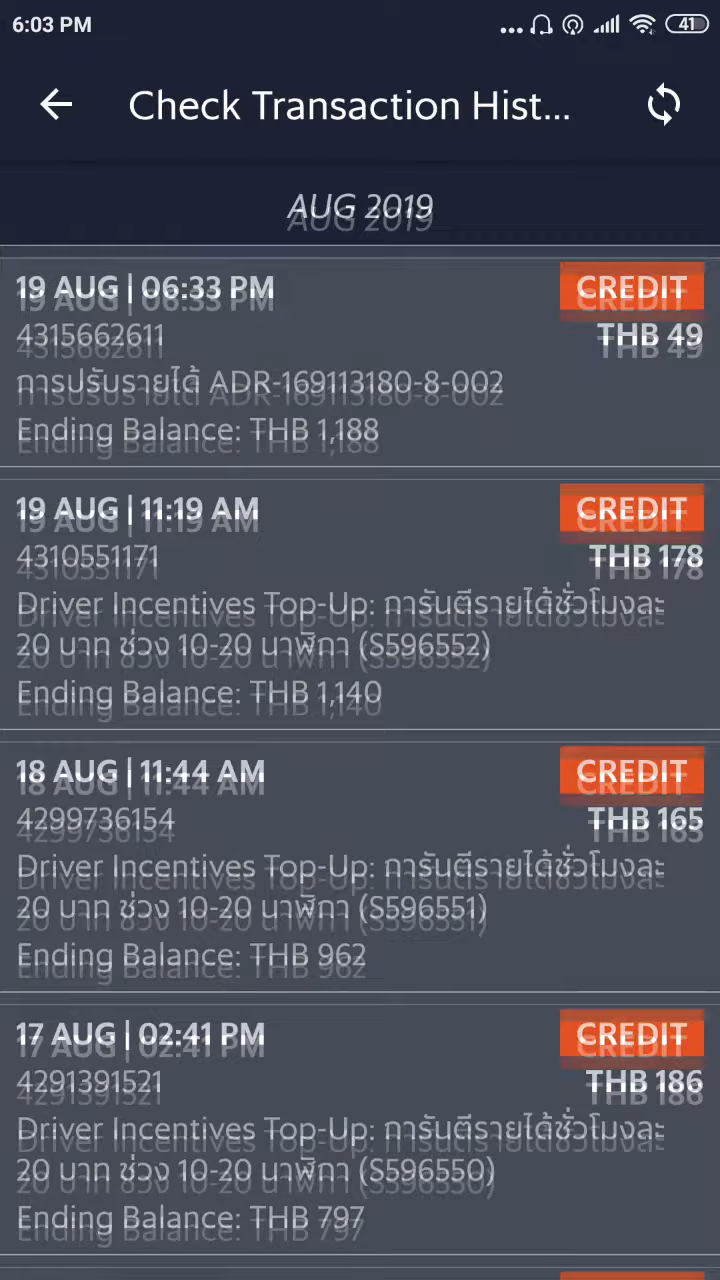 6:03 PM
41
Check Transaction Hist...
AUG 2019
19 AUG | 06:33 PM
CREDIT
4315662611
THB 49
การปรับรายได้ ADR-169113180-8-002
Ending Balance: THB 1,188
19 AUG | 11:19 AM
CREDIT
4310551171
THB 178
Driver Incentives Top-Up: การันตีรายได้ชั่วโมงละ
20 บาท ช่วง 10-20 นาฬิกา (S596552)
Ending Balance: THB 1,140
18 AUG | 11:44 AM
CREDIT
4299736154
THB 165
Driver Incentives Top-Up: การันตีรายได้ชั่วโมงละ
20 บาท ช่วง 10-20 นาฬิกา (S596551)
Ending Balance: THB 962
17 AUG | 02:41 PM
CREDIT
4291391521
THB 186
Driver Incentives Top-Up: การันตีรายได้ชั่วโมงละ
20 บาท ช่วง 10-20 นาฬิกา (S596550)
Ending Balance: THB 797